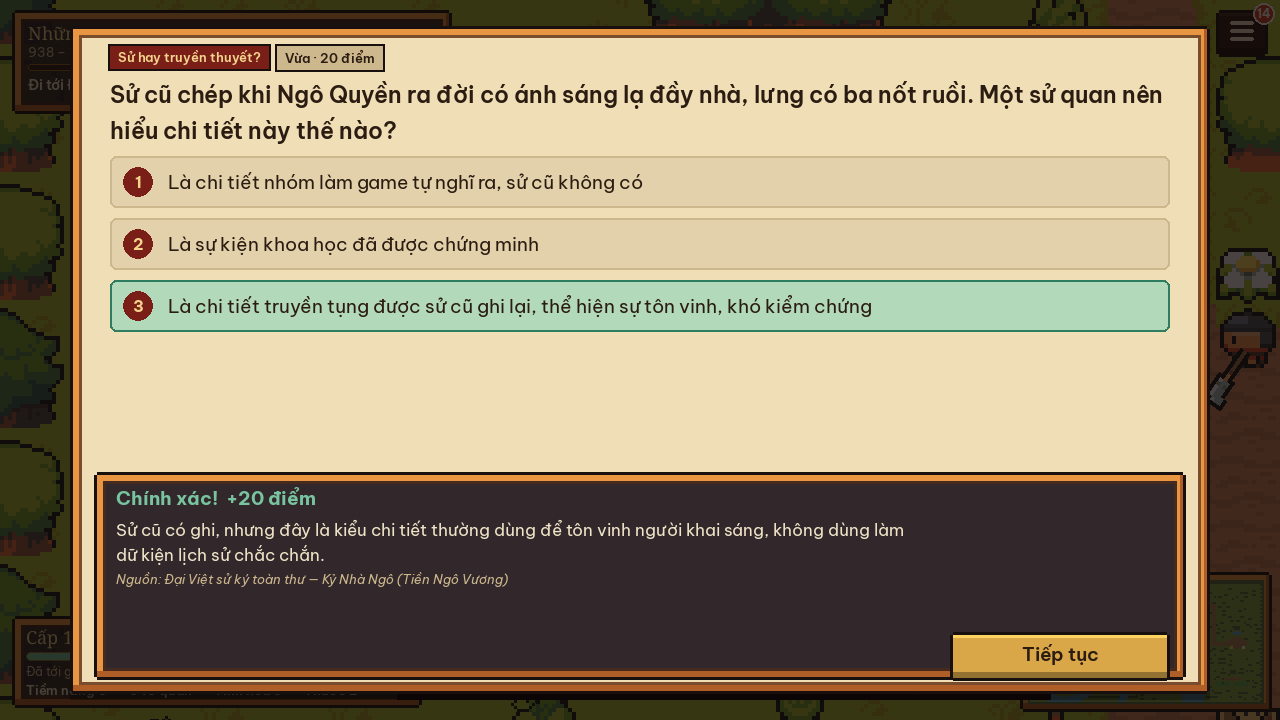 Nhữn
14
938 –
Đi tới
Sử hay truyền thuyết?
Vừa · 20 điểm
Sử cũ chép khi Ngô Quyền ra đời có ánh sáng lạ đầy nhà, lưng có ba nốt ruồi. Một sử quan nên
hiểu chi tiết này thế nào?
1 Là chi tiết nhóm làm game tự nghĩ ra, sử cũ không có
2 Là sự kiện khoa học đã được chứng minh
3 Là chi tiết truyền tụng được sử cũ ghi lại, thể hiện sự tôn vinh, khó kiểm chứng
Chính xác! +20 điểm
Sử cũ có ghi, nhưng đây là kiểu chi tiết thường dùng để tôn vinh người khai sáng, không dùng làm
dữ kiện lịch sử chắc chắn.
Nguồn: Đại Việt sử ký toàn thư — Kỷ Nhà Ngô (Tiền Ngô Vương)
Tiếp tục
Cấp 1
Đã tới g
Tiềm n